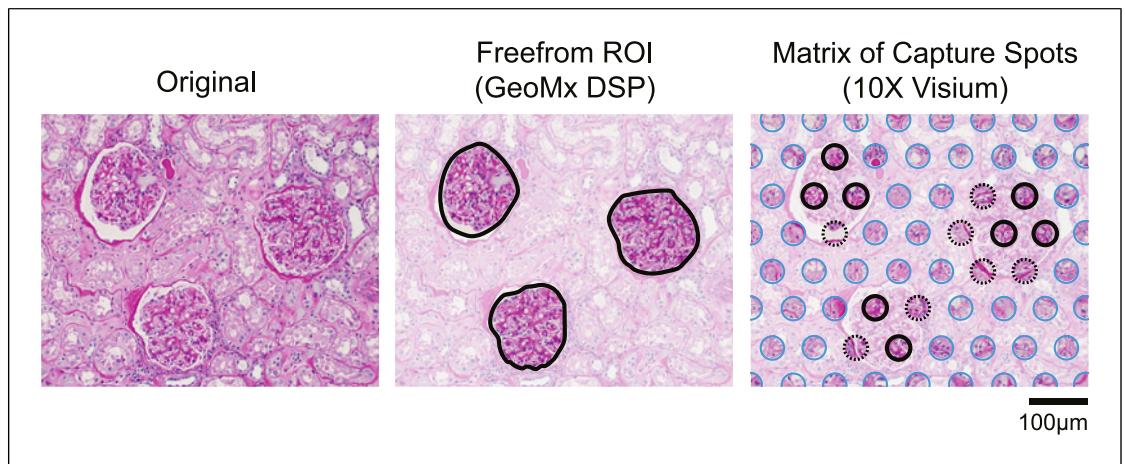 Original
Freefrom ROI
(GeoMx DSP)
Matrix of Capture Spots
(10X Visium)
100µm